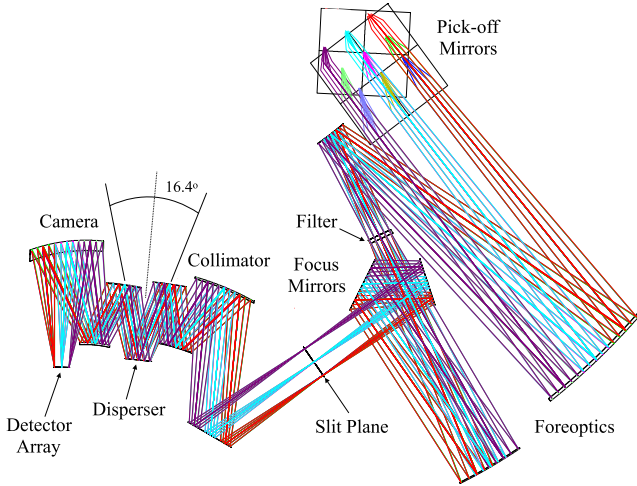 Pick-off
Mirrors
16.4°
Camera
Collimator
Filter
Focus
Mirrors
Disperser
Detector
Array
Slit Plane
Foreoptics